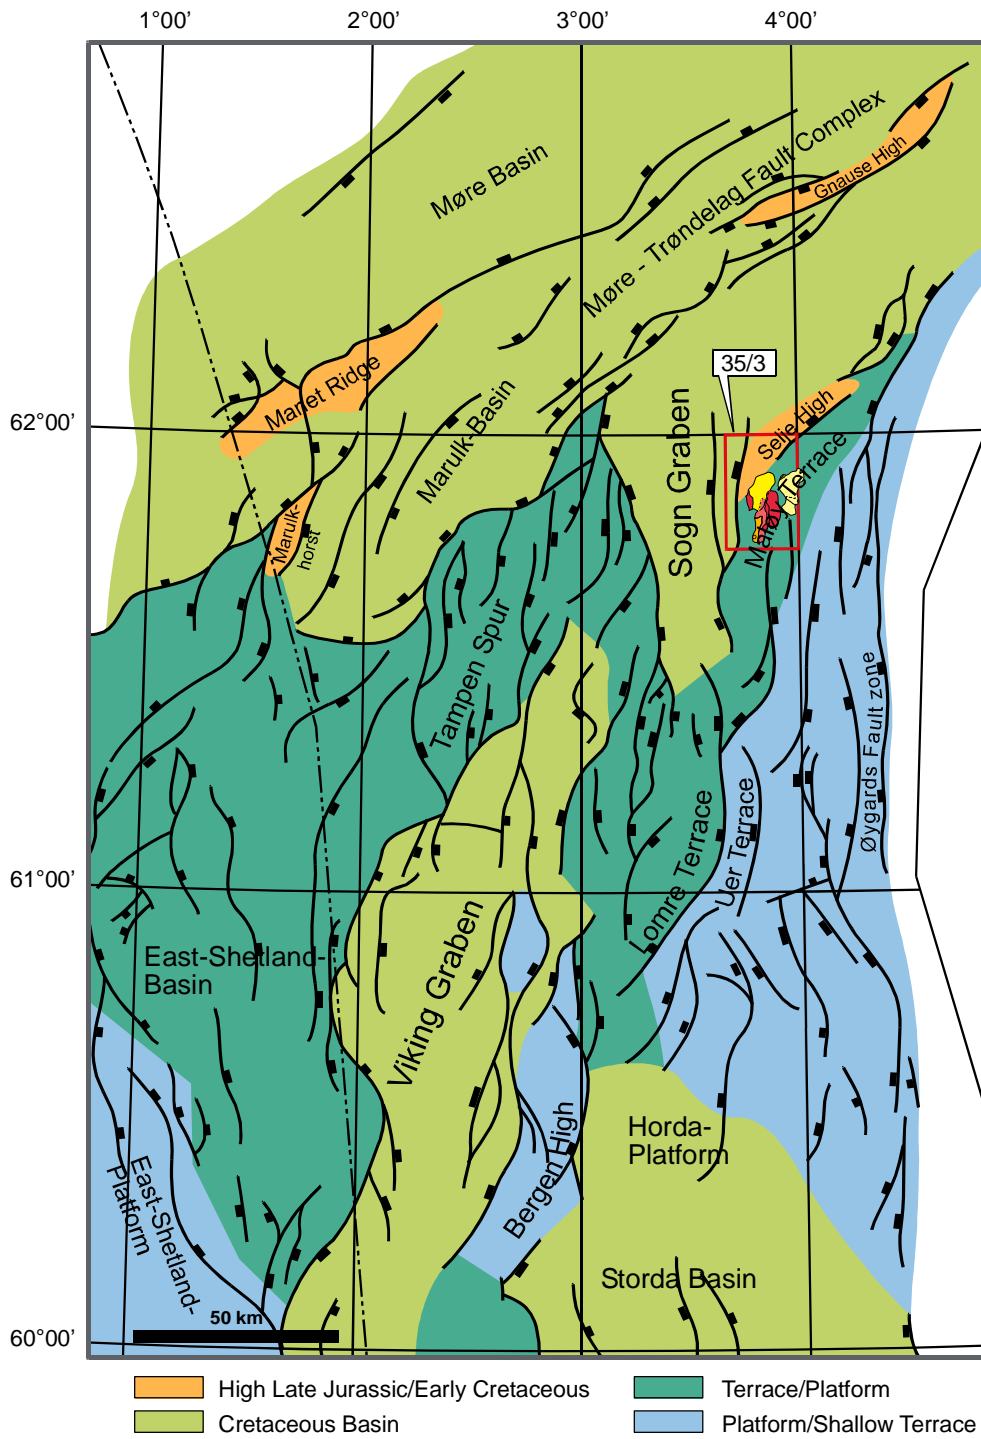 1°00'
2°00'
3°00'
4°00'
Møre Basin
Møre - Trøndelag Fault Complex
Gnause High
35/3
Manet Ridge
62°00'
Marulk-Basin
Sogn Graben
Selje High
Måløy Terrace
Marulk-
horst
Tampen Spur
Øygards Fault zone
Lomre Terrace
Uer Terrace
61°00'
East-Shetland-
Basin
Viking Graben
Horda-
Platform
Bergen High
East-Shetland-
Platform
Storda Basin
50 km
60°00'
High Late Jurassic/Early Cretaceous
Terrace/Platform
Cretaceous Basin
Platform/Shallow Terrace